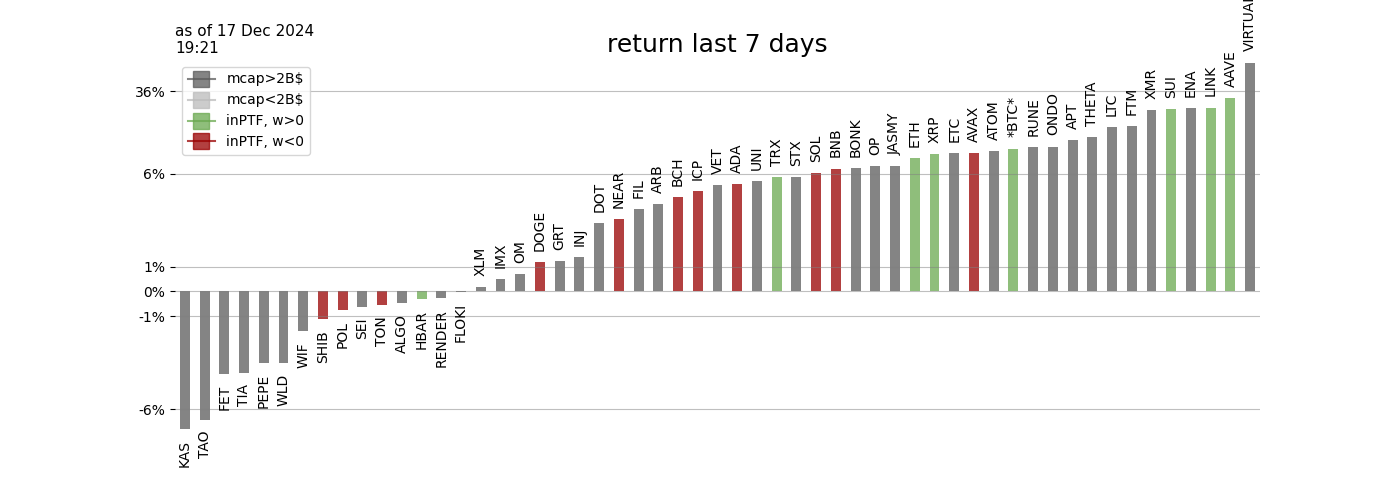 as of 17 Dec 2024
19:21
return last 7 days
mcap>2B$
mcap<2B$
inPTF, w>0
inPTF, w<0
36%
6%
1%
0%
-1%
-6%
KAS
TAO
FET
TIA
PEPE
WLD
WIF
SHIB
POL
SEI
TON
ALGO
HBAR
RENDER
FLOKI
XLM
IMX
OM
DOGE
GRT
INJ
DOT
NEAR
FIL
ARB
BCH
ICP
VET
ADA
UNI
TRX
STX
SOL
BNB
BONK
OP
JASMY
ETH
XRP
ETC
AVAX
ATOM
*BTC*
RUNE
ONDO
APT
THETA
LTC
FTM
XMR
SUI
ENA
LINK
AAVE
VIRTUAL